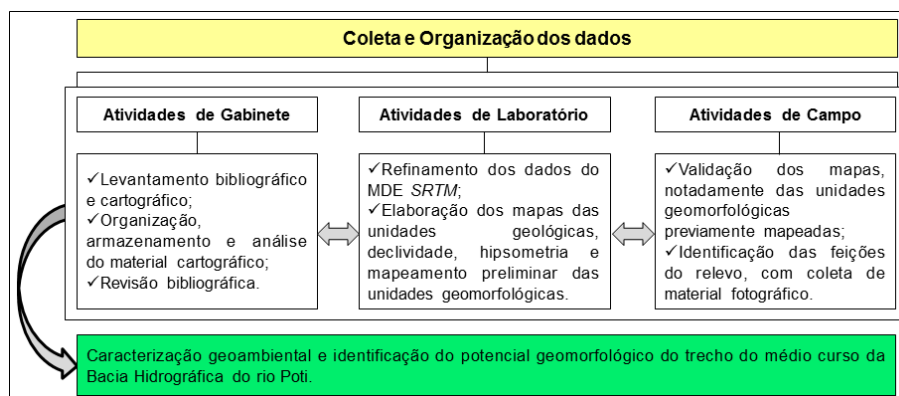 Coleta e Organização dos dados
Atividades de Gabinete
✓Levantamento bibliográfico
e cartográfico;
✓Organização,
armazenamento e análise
do material cartográfico;
✓Revisão bibliográfica.
Atividades de Laboratório
✓Refinamento dos dados do
MDE SRTM;
✓Elaboração dos mapas das
unidades geológicas,
declividade, hipsometria e
mapeamento preliminar das
unidades geomorfológicas.
Atividades de Campo
✓Validação dos mapas,
notadamente das unidades
geomorfológicas
previamente mapeadas;
✓Identificação das feições
do relevo, com coleta de
material fotográfico.
Caracterização geoambiental e identificação do potencial geomorfológico do trecho do médio curso da
Bacia Hidrográfica do rio Poti.